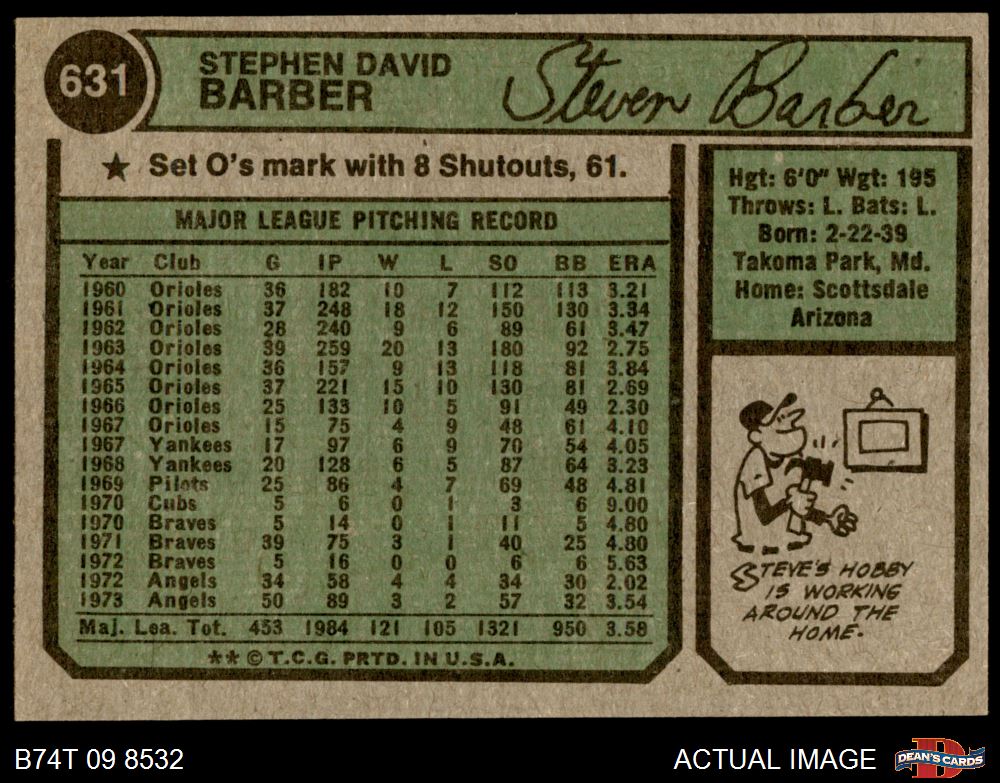 631
STEPHEN DAVID
BARBER
Steven Barber
★ Set O's mark with 8 Shutouts, 61.
MAJOR LEAGUE PITCHING RECORD
Year Club G IP W L SO BB ERA
1960 Orioles 36 182 10 7 112 113 3.21
1961 Orioles 37 248 18 12 150 130 3.34
1962 Orioles 28 240 9 6 89 61 3.47
1963 Orioles 39 259 20 13 180 92 2.75
1964 Orioles 36 157 9 13 118 81 3.84
1965 Orioles 37 221 15 10 130 81 2.69
1966 Orioles 25 133 10 5 91 49 2.30
1967 Orioles 15 75 4 9 48 61 4.10
1967 Yankees 17 97 6 9 70 54 4.05
1968 Yankees 20 128 6 5 87 64 3.23
1969 Pilots 25 86 4 7 69 48 4.81
1970 Cubs 5 6 0 1 3 6 9.00
1970 Braves 5 14 0 1 11 5 4.80
1971 Braves 39 75 3 1 40 25 4.80
1972 Braves 5 16 0 0 6 6 5.63
1972 Angels 34 58 4 4 34 30 2.02
1973 Angels 50 89 3 2 57 32 3.54
Maj. Lea. Tot. 453 1984 121 105 1321 950 3.58
** © T.C.G. PRTD. IN U.S.A.
Hgt: 6'0" Wgt: 195
Throws: L. Bats: L.
Born: 2-22-39
Takoma Park, Md.
Home: Scottsdale
Arizona
STEVE'S HOBBY
IS WORKING
AROUND THE
HOME.
B74T 09 8532
ACTUAL IMAGE
D
DEAN'S CARDS